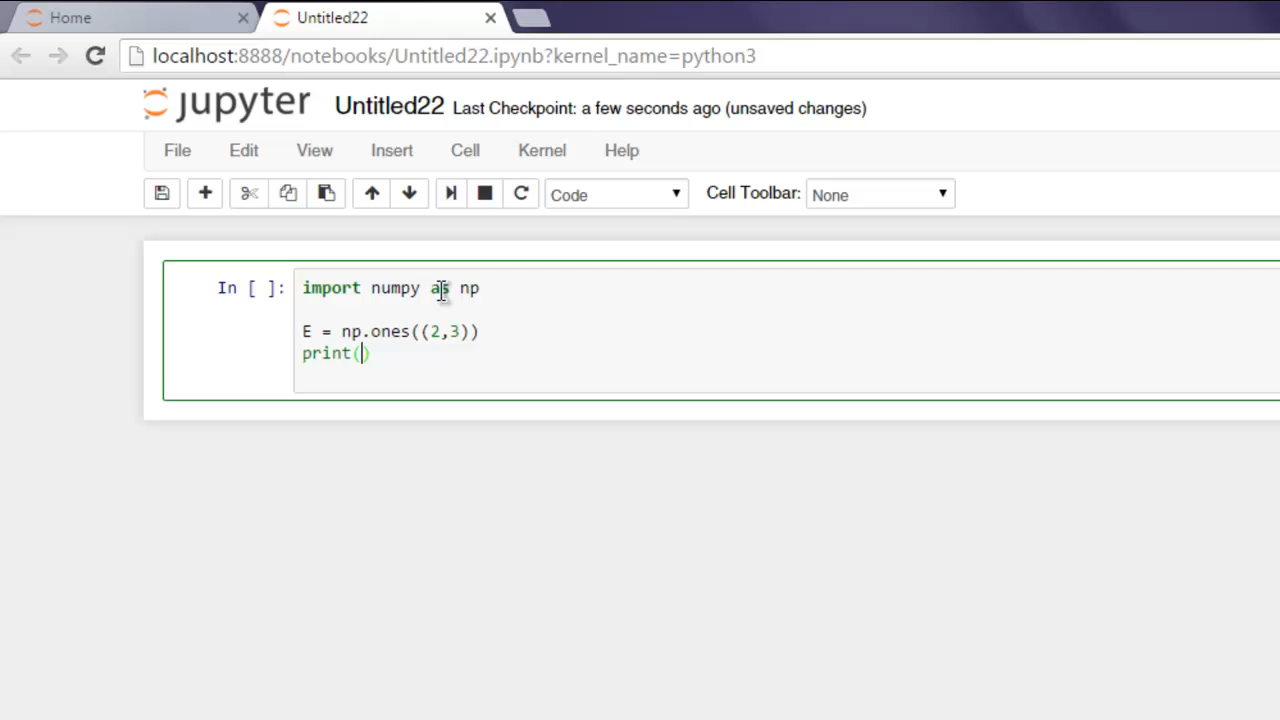 Home
Untitled22
localhost:8888/notebooks/Untitled22.ipynb?kernel_name=python3
jupyter Untitled22 Last Checkpoint: a few seconds ago (unsaved changes)
File Edit View Insert Cell Kernel Help
Code Cell Toolbar: None
In [ ]: import numpy as np
E = np.ones((2,3))
print()